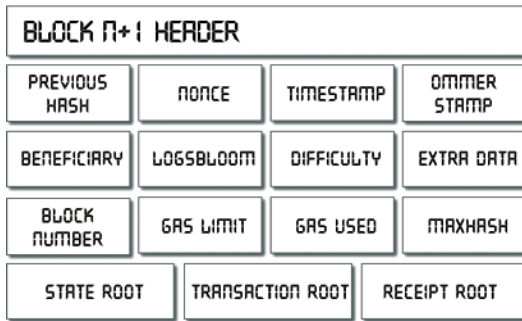 BLOCK N+1 HEADER
PREVIOUS HASH
NONCE
TIMESTAMP
OMMER STAMP
BENEFICIARY
LOGSBLOOM
DIFFICULTY
EXTRA DATA
BLOCK NUMBER
GAS LIMIT
GAS USED
MAXHASH
STATE ROOT
TRANSACTION ROOT
RECEIPT ROOT